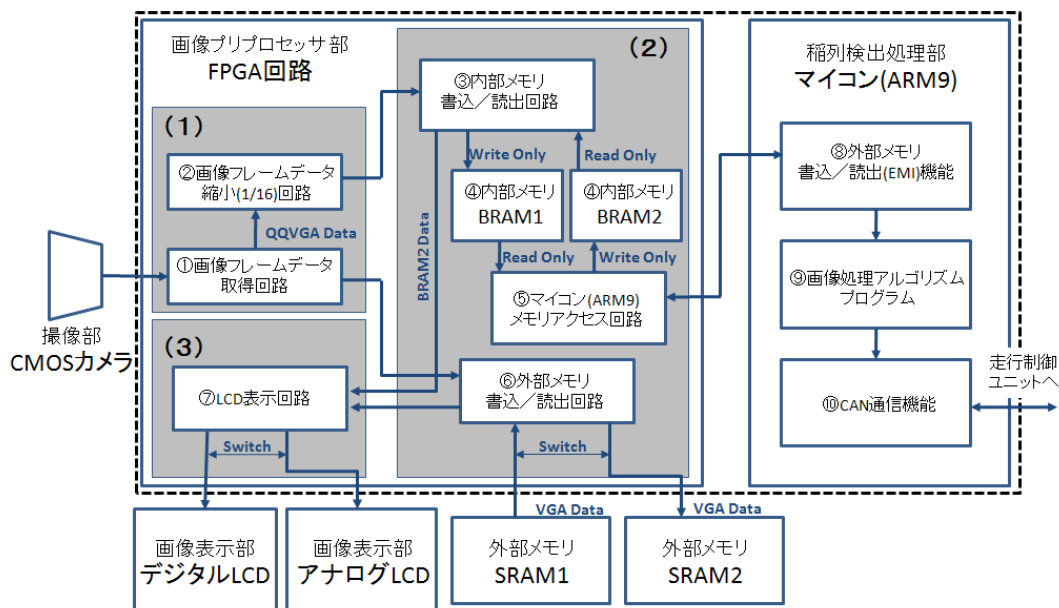 画像プリプロセッサ部
FPGA回路
(1)
②画像フレームデータ
縮小(1/16)回路
QQVGA Data
①画像フレームデータ
取得回路
撮像部
CMOSカメラ
(3)
⑦LCD表示回路
Switch
(2)
③内部メモリ
書込/読出回路
Write Only
Read Only
④内部メモリ
BRAM1
④内部メモリ
BRAM2
BRAM2 Data
Read Only
Write Only
⑤マイコン(ARM9)
メモリアクセス回路
⑥外部メモリ
書込/読出回路
Switch
VGA Data
VGA Data
稲列検出処理部
マイコン(ARM9)
⑧外部メモリ
書込/読出(EMI)機能
⑨画像処理アルゴリズム
プログラム
⑩CAN通信機能
走行制御
ユニットへ
画像表示部
デジタルLCD
画像表示部
アナログLCD
外部メモリ
SRAM1
外部メモリ
SRAM2